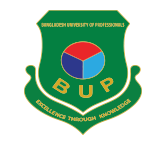 BANGLADESH UNIVERSITY OF PROFESSIONALS
BUP
EXCELLENCE THROUGH KNOWLEDGE